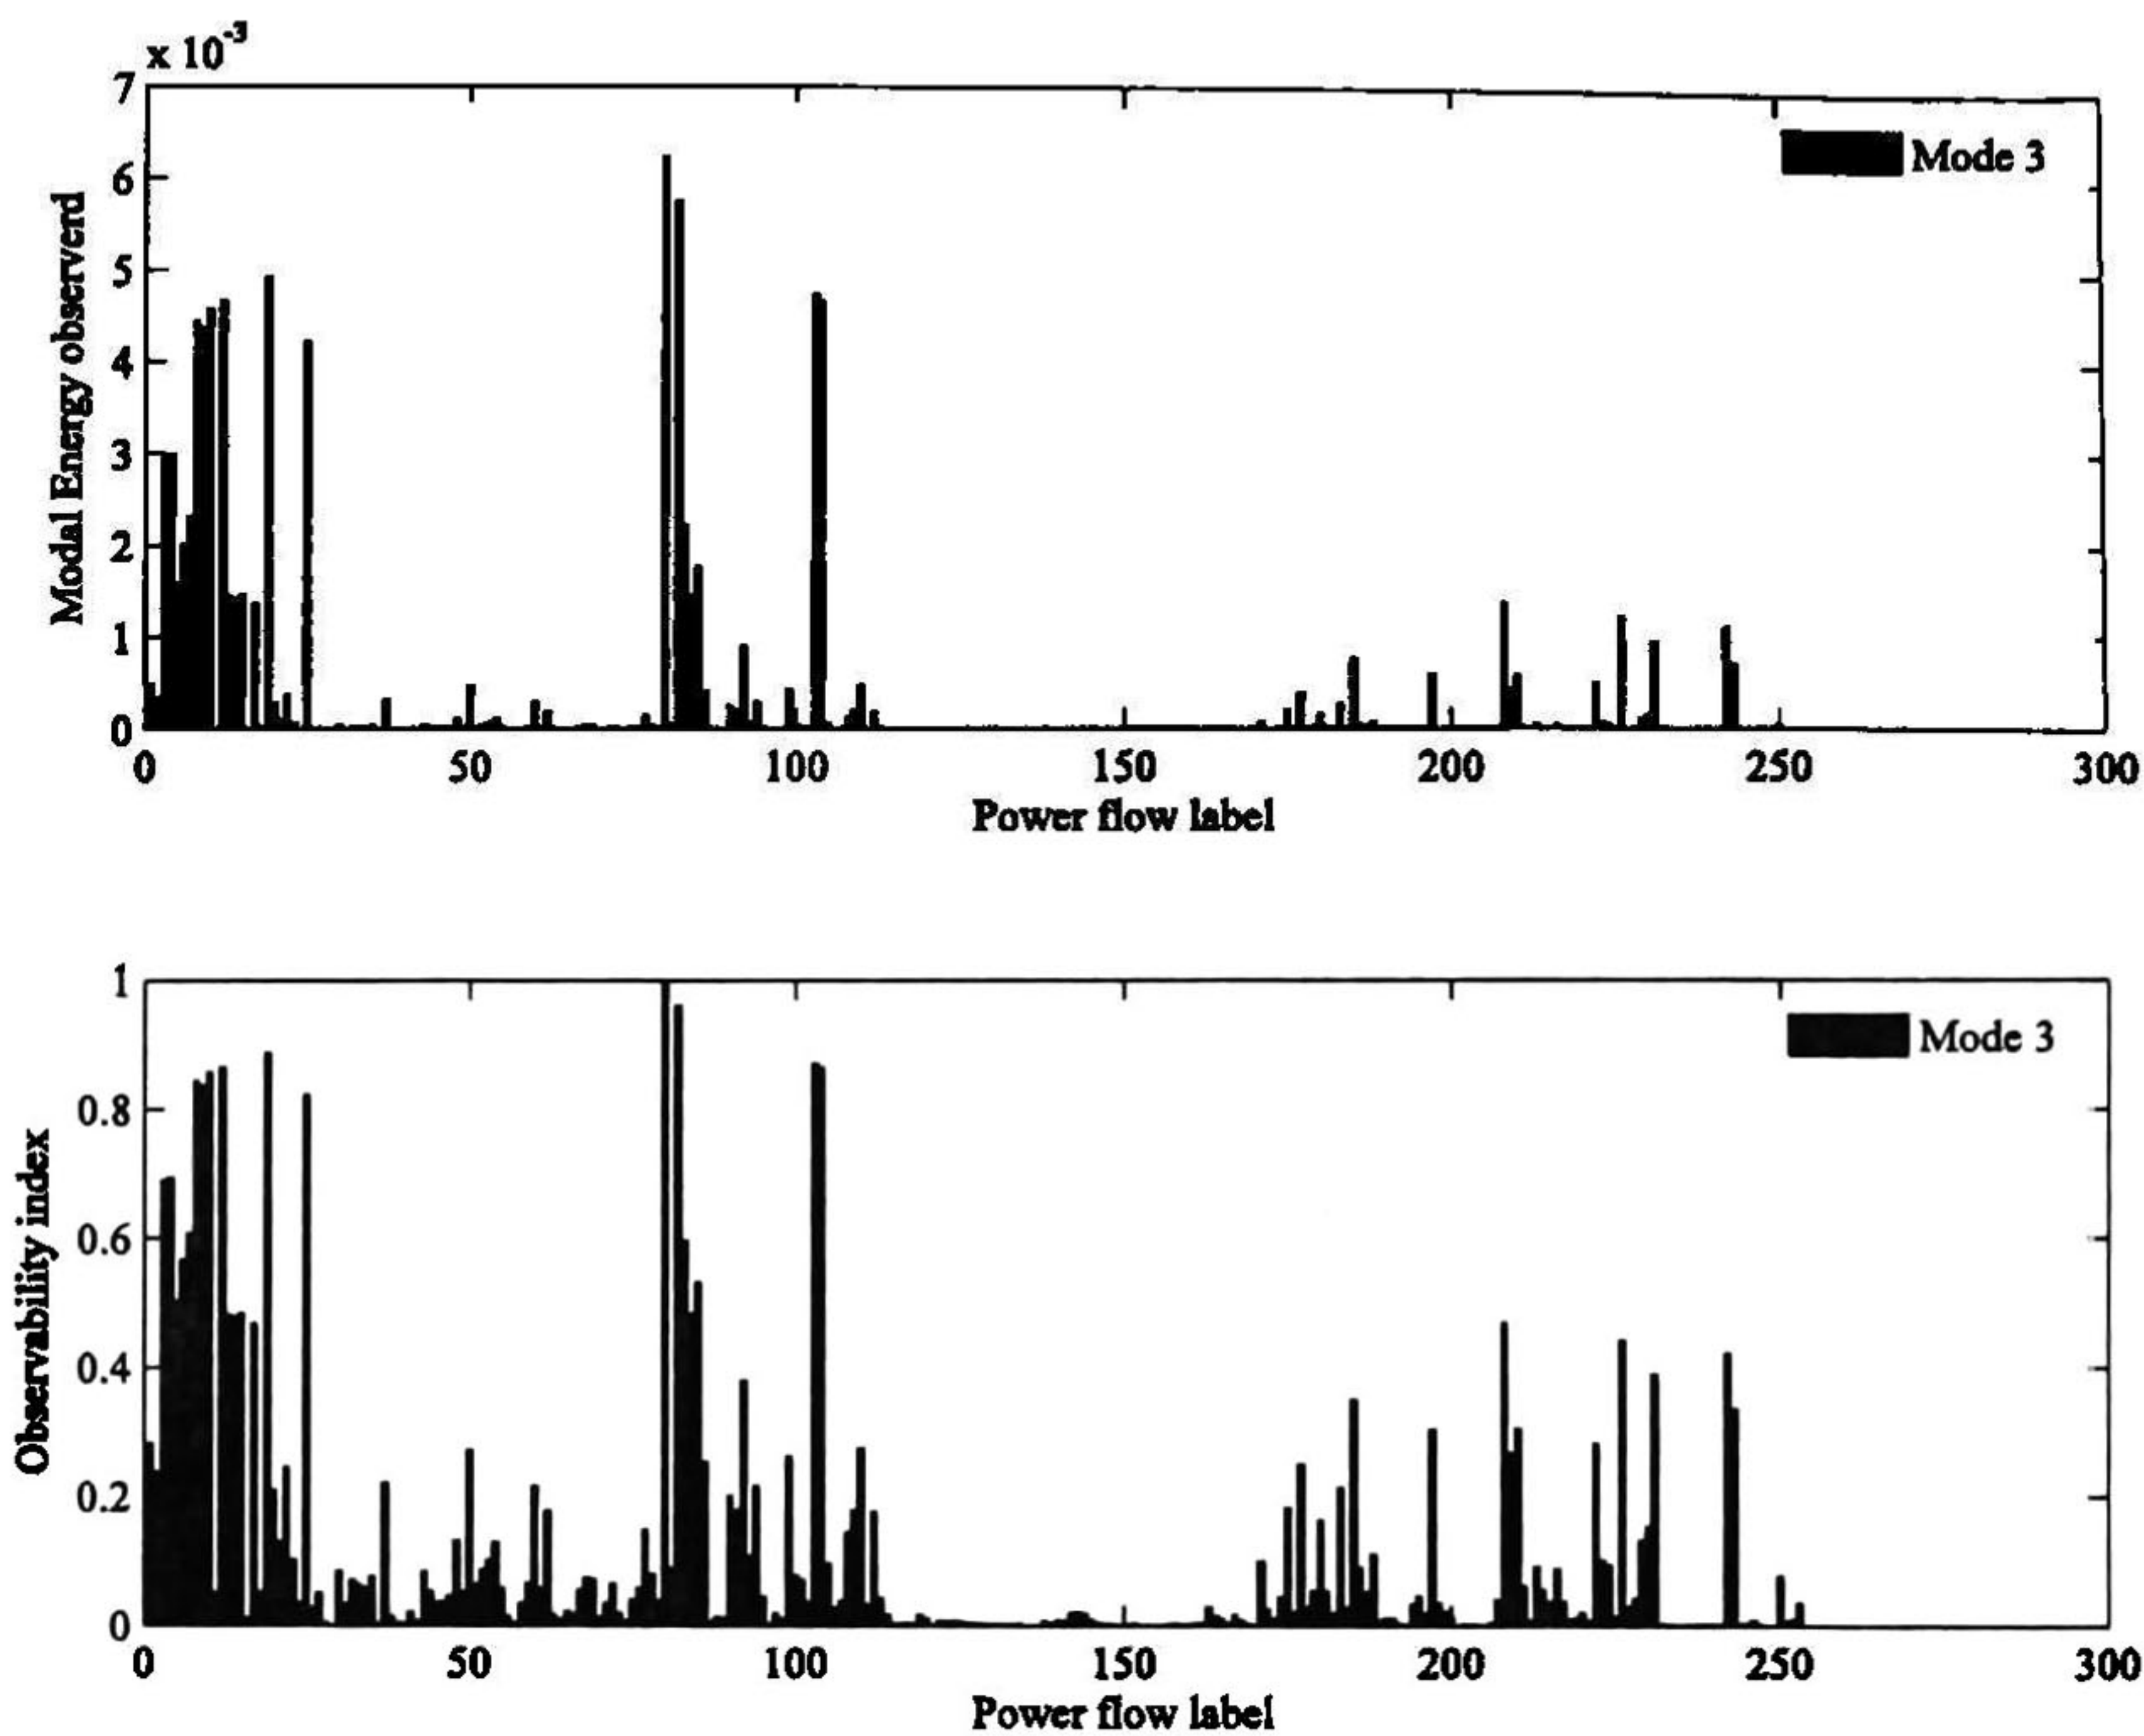 x 10^-3
7
6
5
4
3
2
1
0
Modal Energy observerd
Mode 3
0 50 100 150 200 250 300
Power flow label
1
0.8
0.6
0.4
0.2
0
Observability index
Mode 3
0 50 100 150 200 250 300
Power flow label